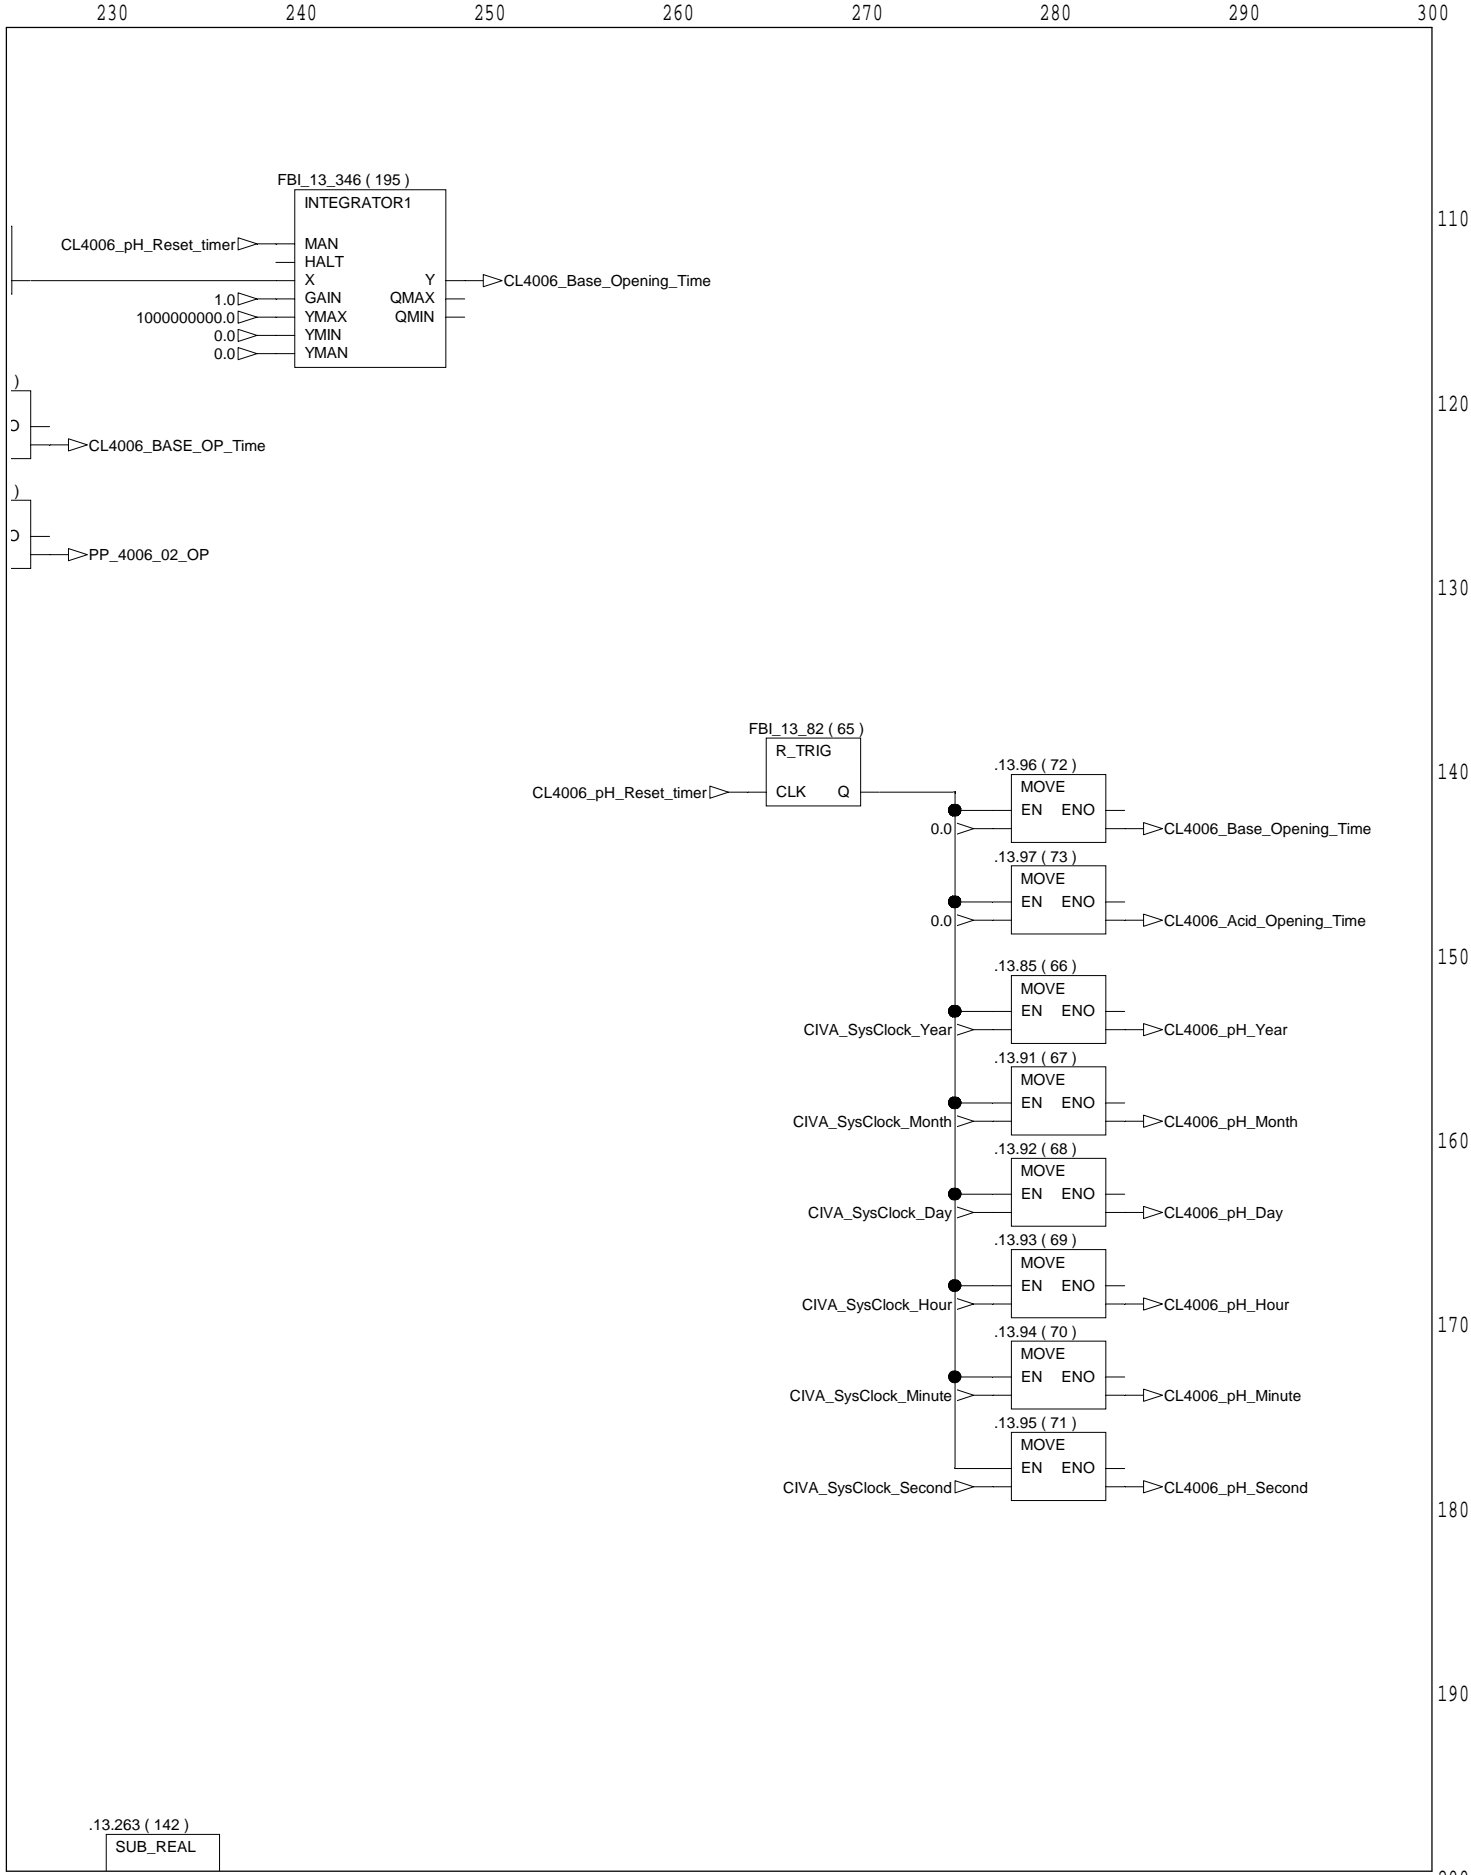 230 240 250 260 270 280 290 300
FBI_13_346 ( 195 )
INTEGRATOR1
110
CL4006_pH_Reset_timer MAN
HALT
X Y CL4006_Base_Opening_Time
1.0 GAIN QMAX
1000000000.0 YMAX QMIN
0.0 YMIN
0.0 YMAN
)
120
O
CL4006_BASE_OP_Time
)
O
PP_4006_02_OP
130
FBI_13_82 ( 65 )
R_TRIG
.13.96 ( 72 )
140
MOVE
CL4006_pH_Reset_timer CLK Q
EN ENO
0.0 CL4006_Base_Opening_Time
.13.97 ( 73 )
MOVE
EN ENO
0.0 CL4006_Acid_Opening_Time
150
.13.85 ( 66 )
MOVE
EN ENO
CIVA_SysClock_Year CL4006_pH_Year
.13.91 ( 67 )
MOVE
EN ENO
CIVA_SysClock_Month CL4006_pH_Month
160
.13.92 ( 68 )
MOVE
EN ENO
CIVA_SysClock_Day CL4006_pH_Day
.13.93 ( 69 )
MOVE
EN ENO
CIVA_SysClock_Hour CL4006_pH_Hour
170
.13.94 ( 70 )
MOVE
EN ENO
CIVA_SysClock_Minute CL4006_pH_Minute
.13.95 ( 71 )
MOVE
EN ENO
CIVA_SysClock_Second CL4006_pH_Second
180
190
.13.263 ( 142 )
SUB_REAL